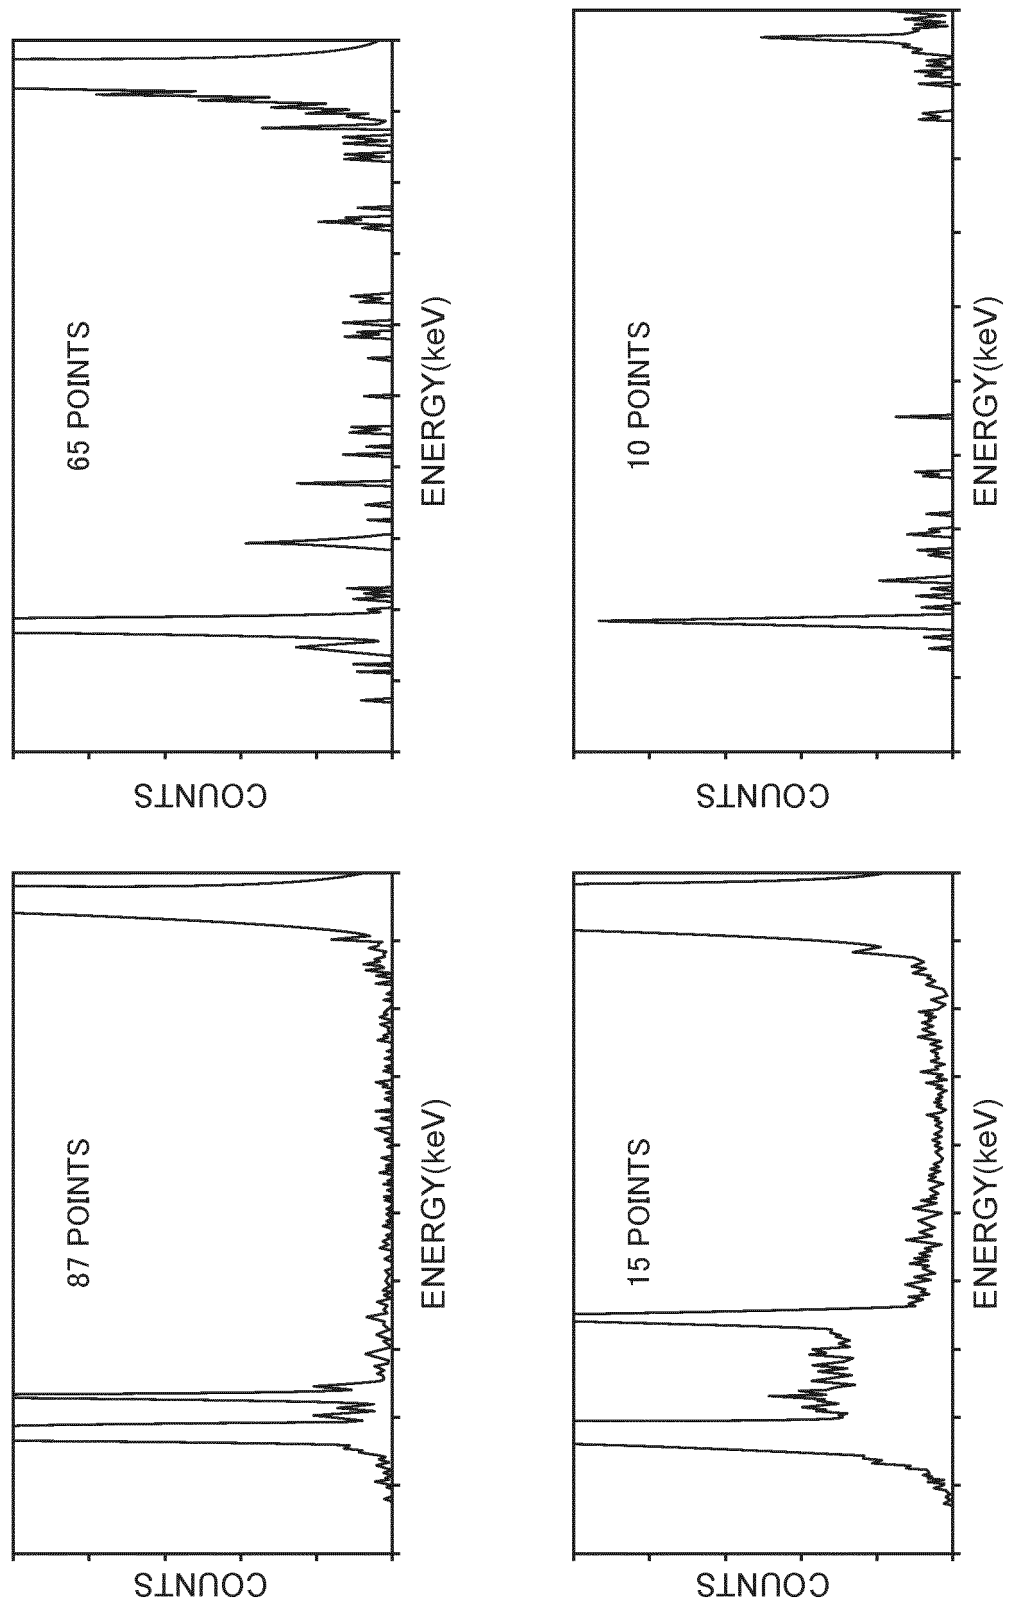 COUNTS
87 POINTS
ENERGY(keV)
COUNTS
65 POINTS
ENERGY(keV)
COUNTS
15 POINTS
ENERGY(keV)
COUNTS
10 POINTS
ENERGY(keV)